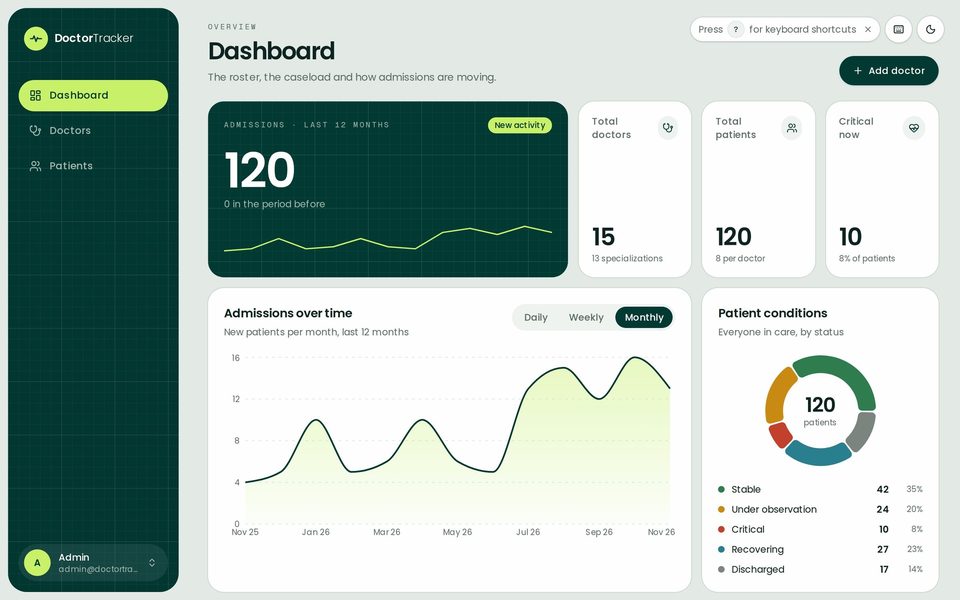 DoctorTracker
Dashboard
Doctors
Patients
A
Admin
admin@doctortra…
OVERVIEW
Dashboard
The roster, the caseload and how admissions are moving.
Press ? for keyboard shortcuts ×
+ Add doctor
ADMISSIONS · LAST 12 MONTHS
New activity
120
0 in the period before
Total
doctors
15
13 specializations
Total
patients
120
8 per doctor
Critical
now
10
8% of patients
Admissions over time
New patients per month, last 12 months
Daily Weekly Monthly
16
12
8
4
0
Nov 25 Jan 26 Mar 26 May 26 Jul 26 Sep 26 Nov 26
Patient conditions
Everyone in care, by status
120
patients
Stable 42 35%
Under observation 24 20%
Critical 10 8%
Recovering 27 23%
Discharged 17 14%